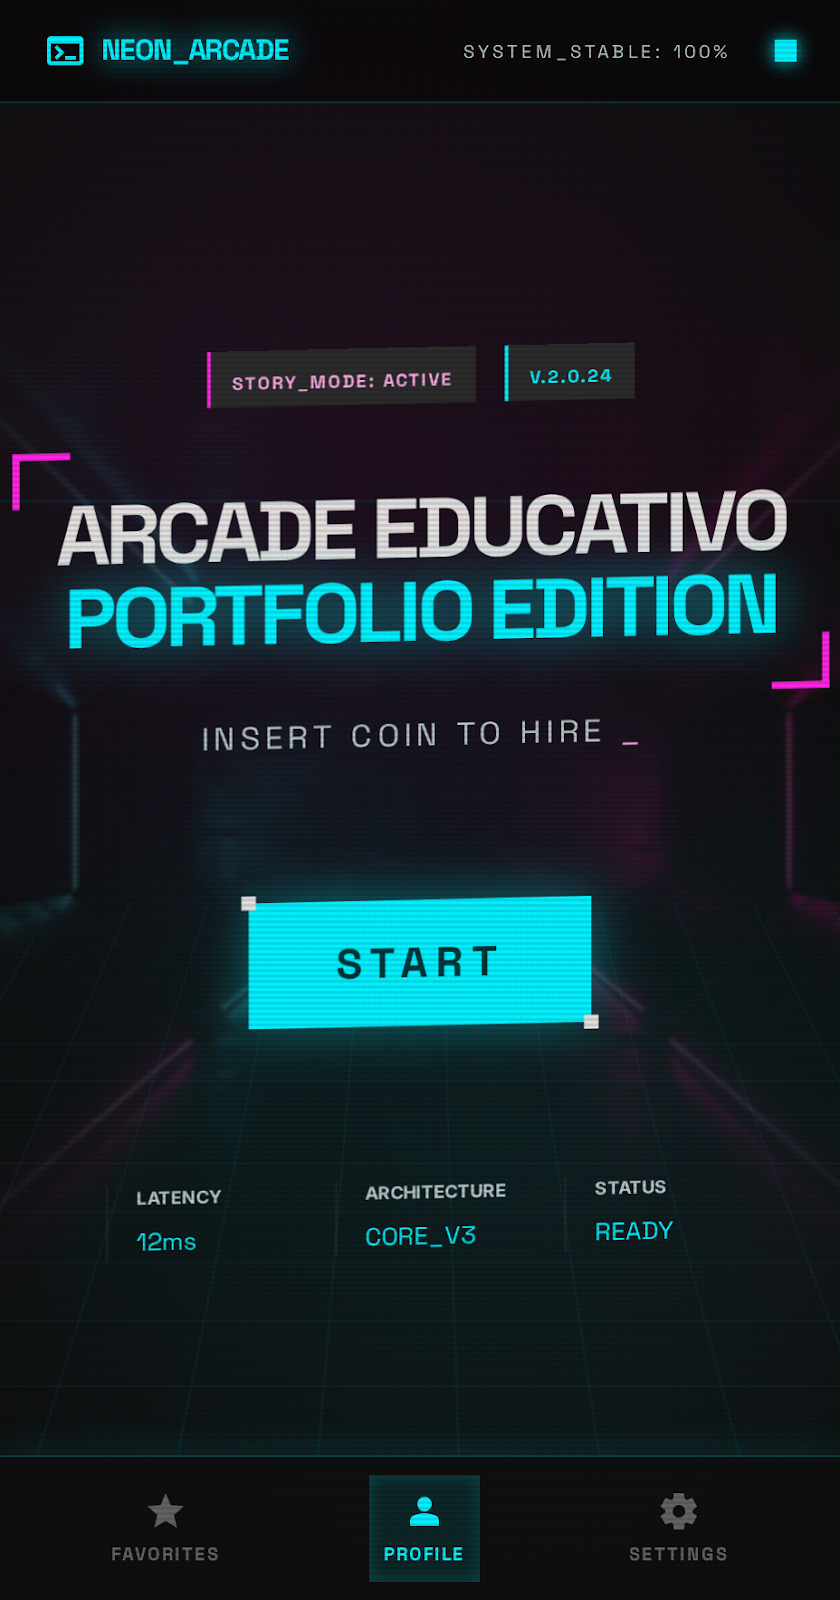 NEON_ARCADE
SYSTEM_STABLE: 100%
STORY_MODE: ACTIVE
V.2.0.24
ARCADE EDUCATIVO
PORTFOLIO EDITION
INSERT COIN TO HIRE _
START
LATENCY
12ms
ARCHITECTURE
CORE_V3
STATUS
READY
FAVORITES
PROFILE
SETTINGS